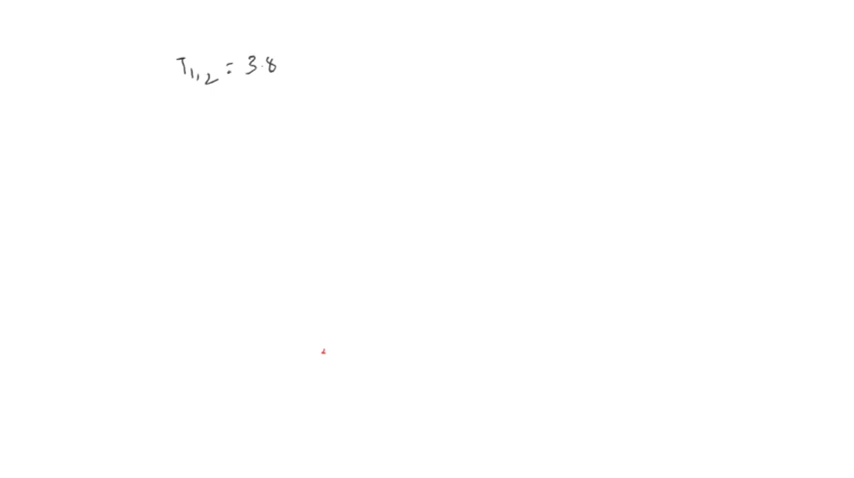 T₁,₂ = 3.8